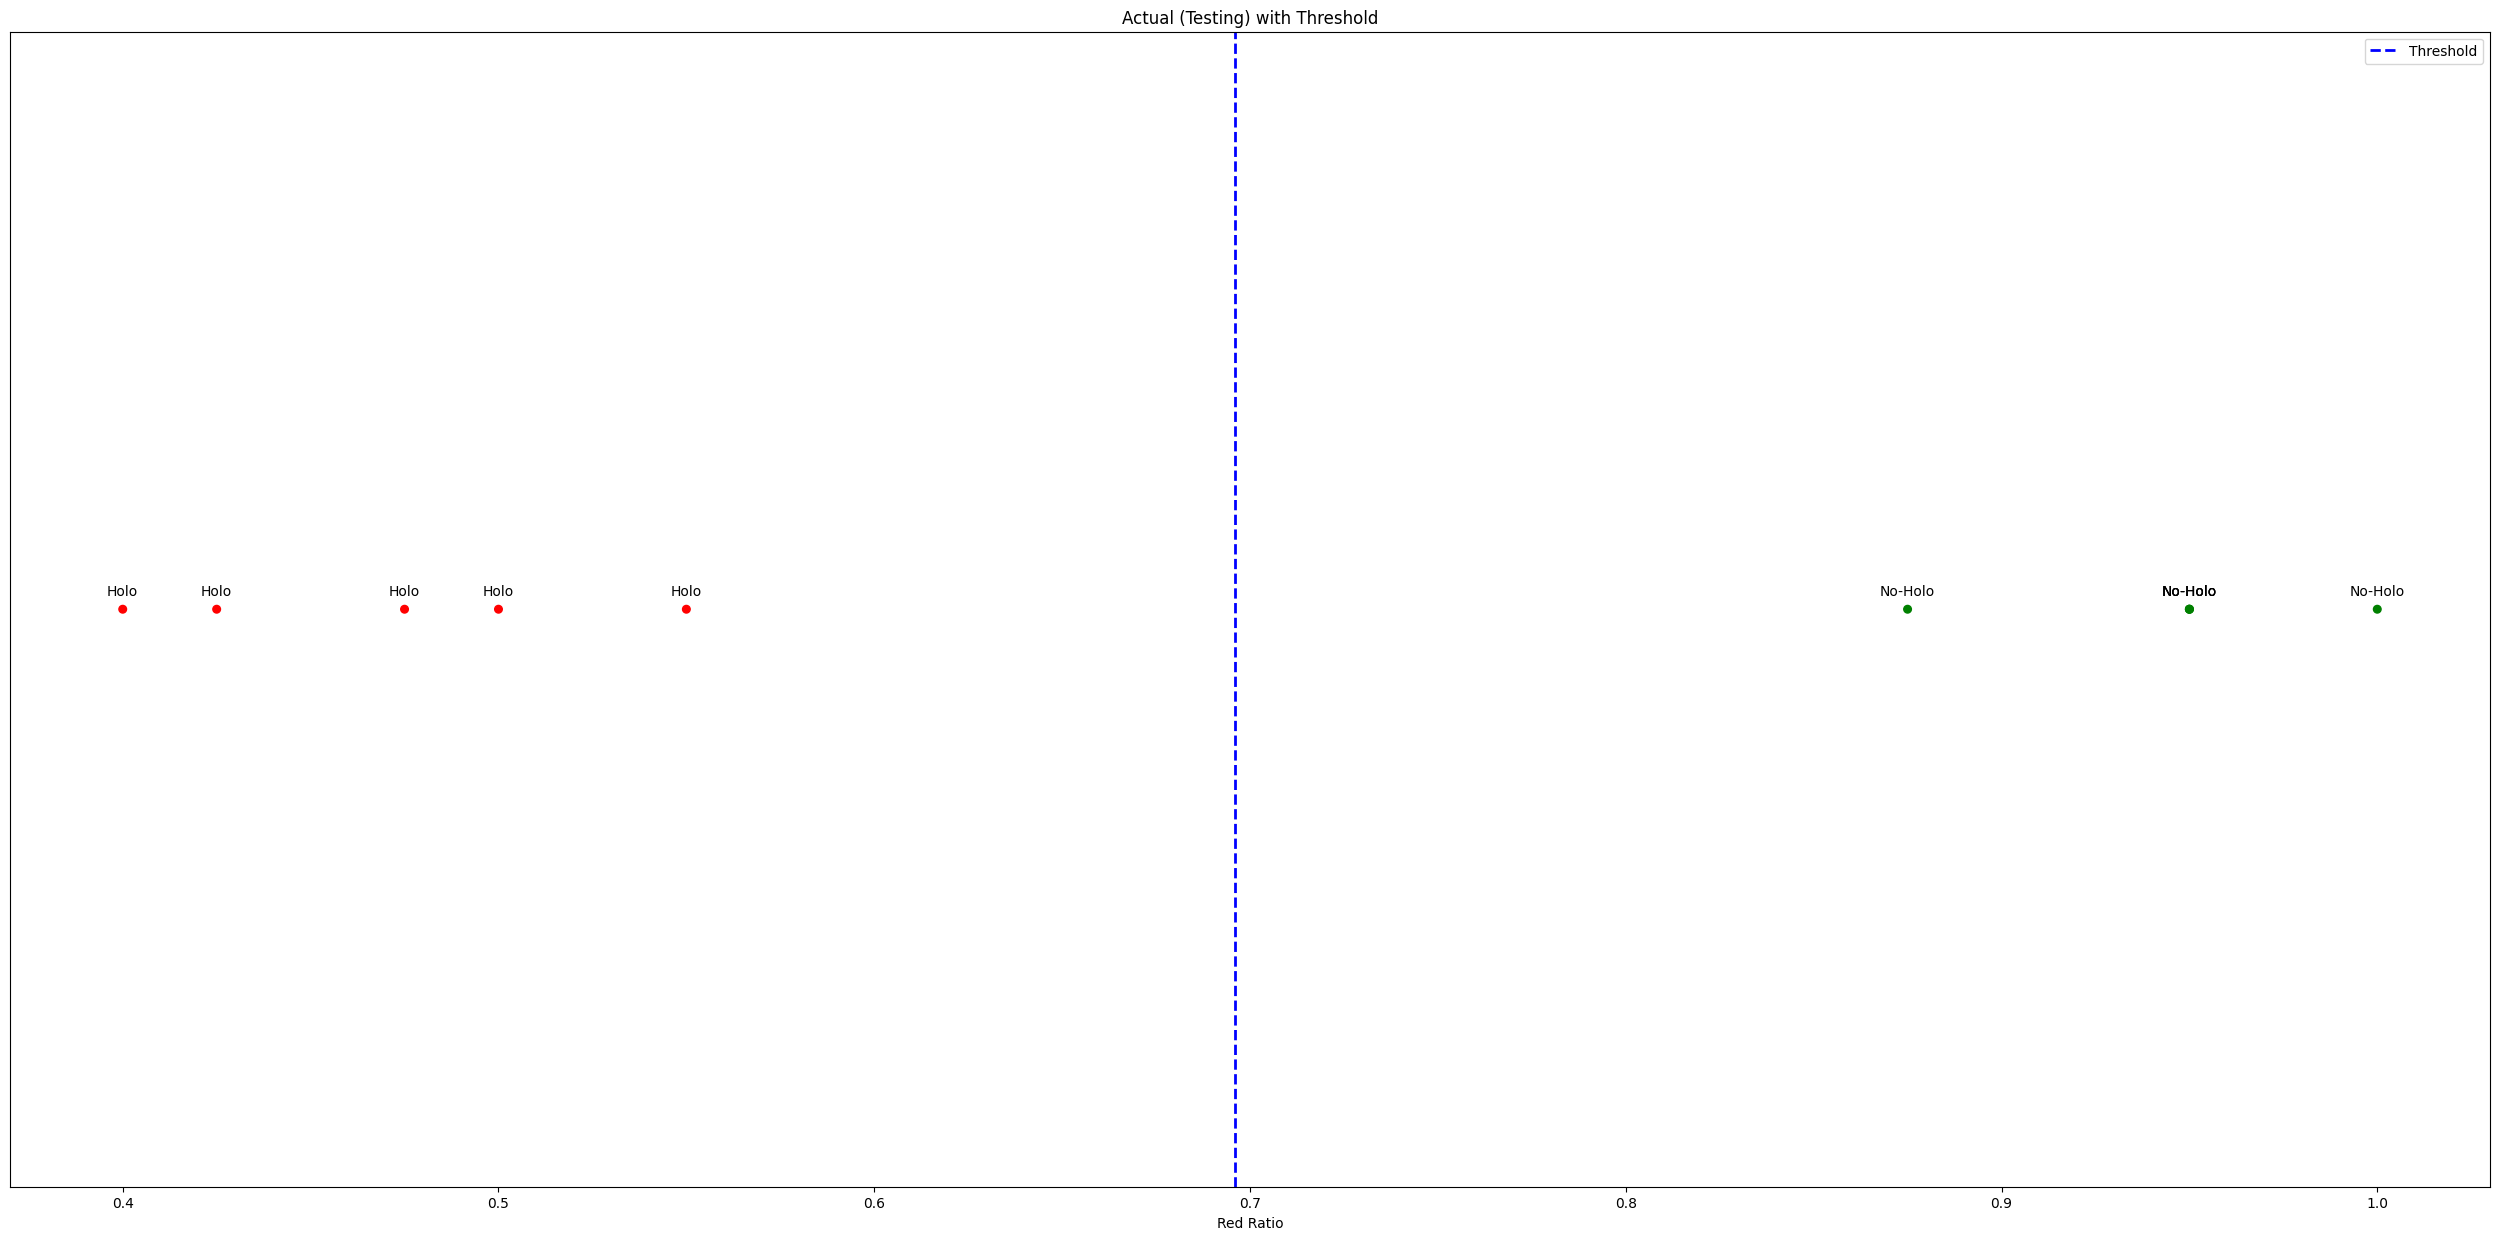 Actual (Testing) with Threshold
Threshold
Holo Holo Holo Holo Holo No-Holo No-Holo No-Holo
0.4 0.5 0.6 0.7 0.8 0.9 1.0
Red Ratio